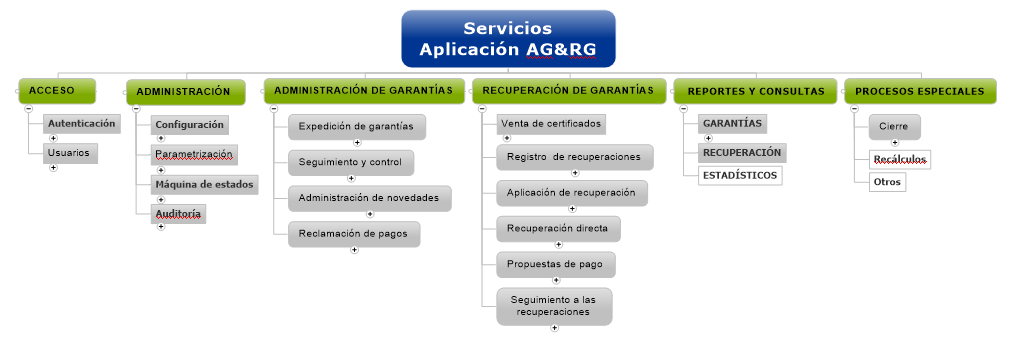 Servicios
Aplicación AG&RG
ACCESO
Autenticación
Usuarios
ADMINISTRACIÓN
Configuración
Parametrización
Máquina de estados
Auditoría
ADMINISTRACIÓN DE GARANTÍAS
Expedición de garantías
Seguimiento y control
Administración de novedades
Reclamación de pagos
RECUPERACIÓN DE GARANTÍAS
Venta de certificados
Registro de recuperaciones
Aplicación de recuperación
Recuperación directa
Propuestas de pago
Seguimiento a las
recuperaciones
REPORTES Y CONSULTAS
GARANTÍAS
RECUPERACIÓN
ESTADÍSTICOS
PROCESOS ESPECIALES
Cierre
Recálculos
Otros